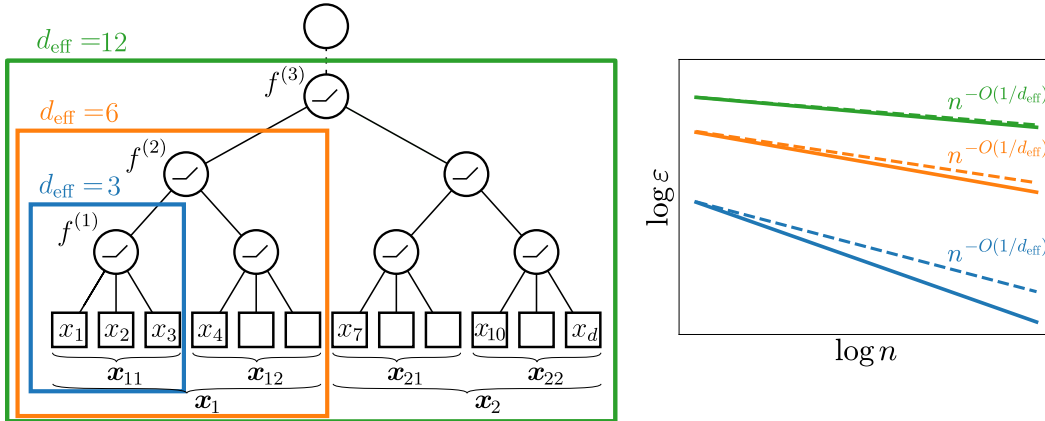 d_eff = 12
f^(3)
d_eff = 6
f^(2)
d_eff = 3
f^(1)
x_1 x_2 x_3 x_4 x_7 x_10 x_d
x_11 x_12 x_21 x_22
x_1 x_2
n^{-O(1/d_eff)}
n^{-O(1/d_eff)}
n^{-O(1/d_eff)}
log ε
log n